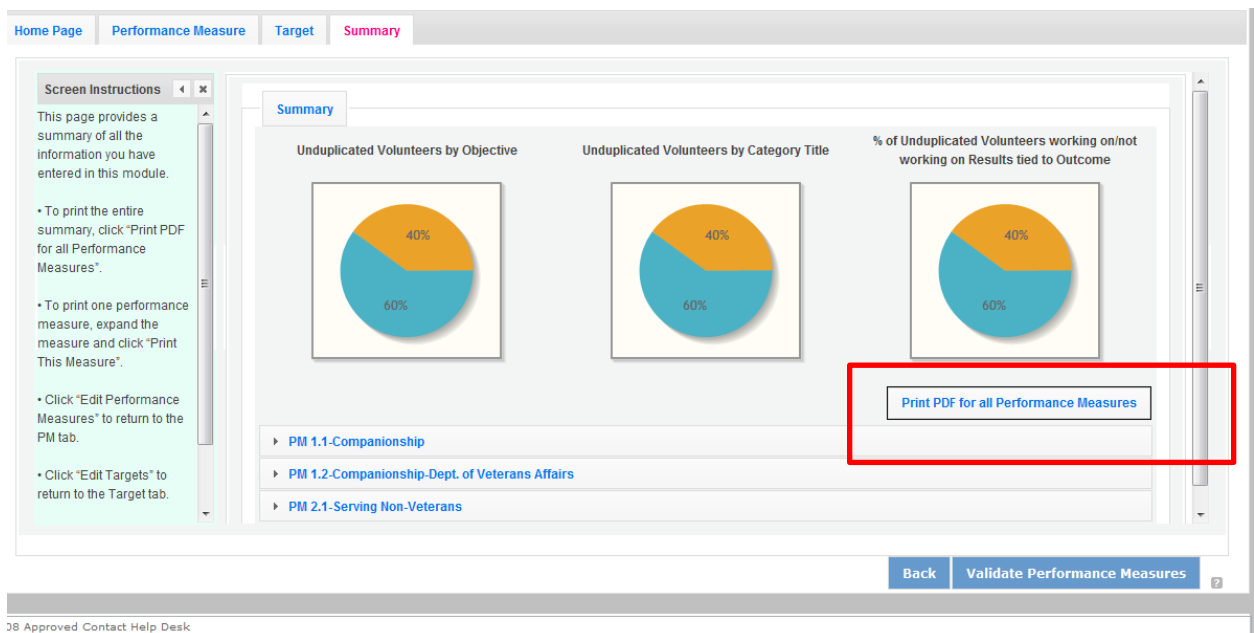 Home Page Performance Measure Target Summary
Screen Instructions
This page provides a
summary of all the
information you have
entered in this module.
• To print the entire
summary, click “Print PDF
for all Performance
Measures”.
• To print one performance
measure, expand the
measure and click “Print
This Measure”.
• Click “Edit Performance
Measures” to return to the
PM tab.
• Click “Edit Targets” to
return to the Target tab.
Summary
Unduplicated Volunteers by Objective
40%
60%
Unduplicated Volunteers by Category Title
40%
60%
% of Unduplicated Volunteers working on/not
working on Results tied to Outcome
40%
60%
Print PDF for all Performance Measures
PM 1.1-Companionship
PM 1.2-Companionship-Dept. of Veterans Affairs
PM 2.1-Serving Non-Veterans
Back Validate Performance Measures ?
08 Approved Contact Help Desk